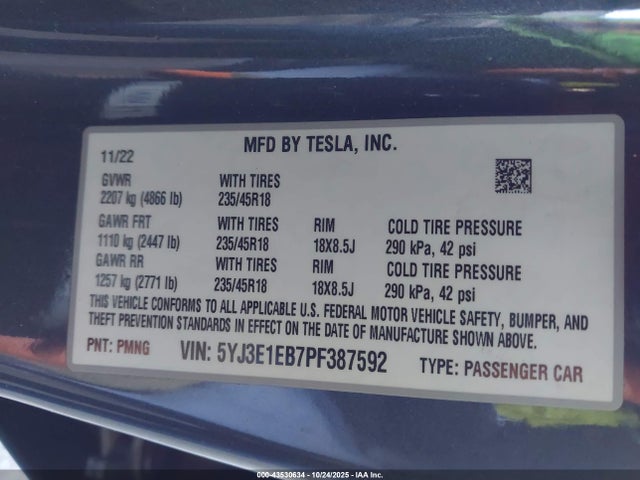 MFD BY TESLA, INC.
11/22
GVWR WITH TIRES
2207 kg (4866 lb) 235/45R18
GAWR FRT WITH TIRES RIM COLD TIRE PRESSURE
1110 kg (2447 lb) 235/45R18 18X8.5J 290 kPa, 42 psi
GAWR RR WITH TIRES RIM COLD TIRE PRESSURE
1257 kg (2771 lb) 235/45R18 18X8.5J 290 kPa, 42 psi
THIS VEHICLE CONFORMS TO ALL APPLICABLE U.S. FEDERAL MOTOR VEHICLE SAFETY, BUMPER, AND
THEFT PREVENTION STANDARDS IN EFFECT ON THE DATE OF MANUFACTURE SHOWN ABOVE.
PNT: PMNG VIN: 5YJ3E1EB7PF387592 TYPE: PASSENGER CAR
000-43530634 - 10/24/2025 - IAA Inc.